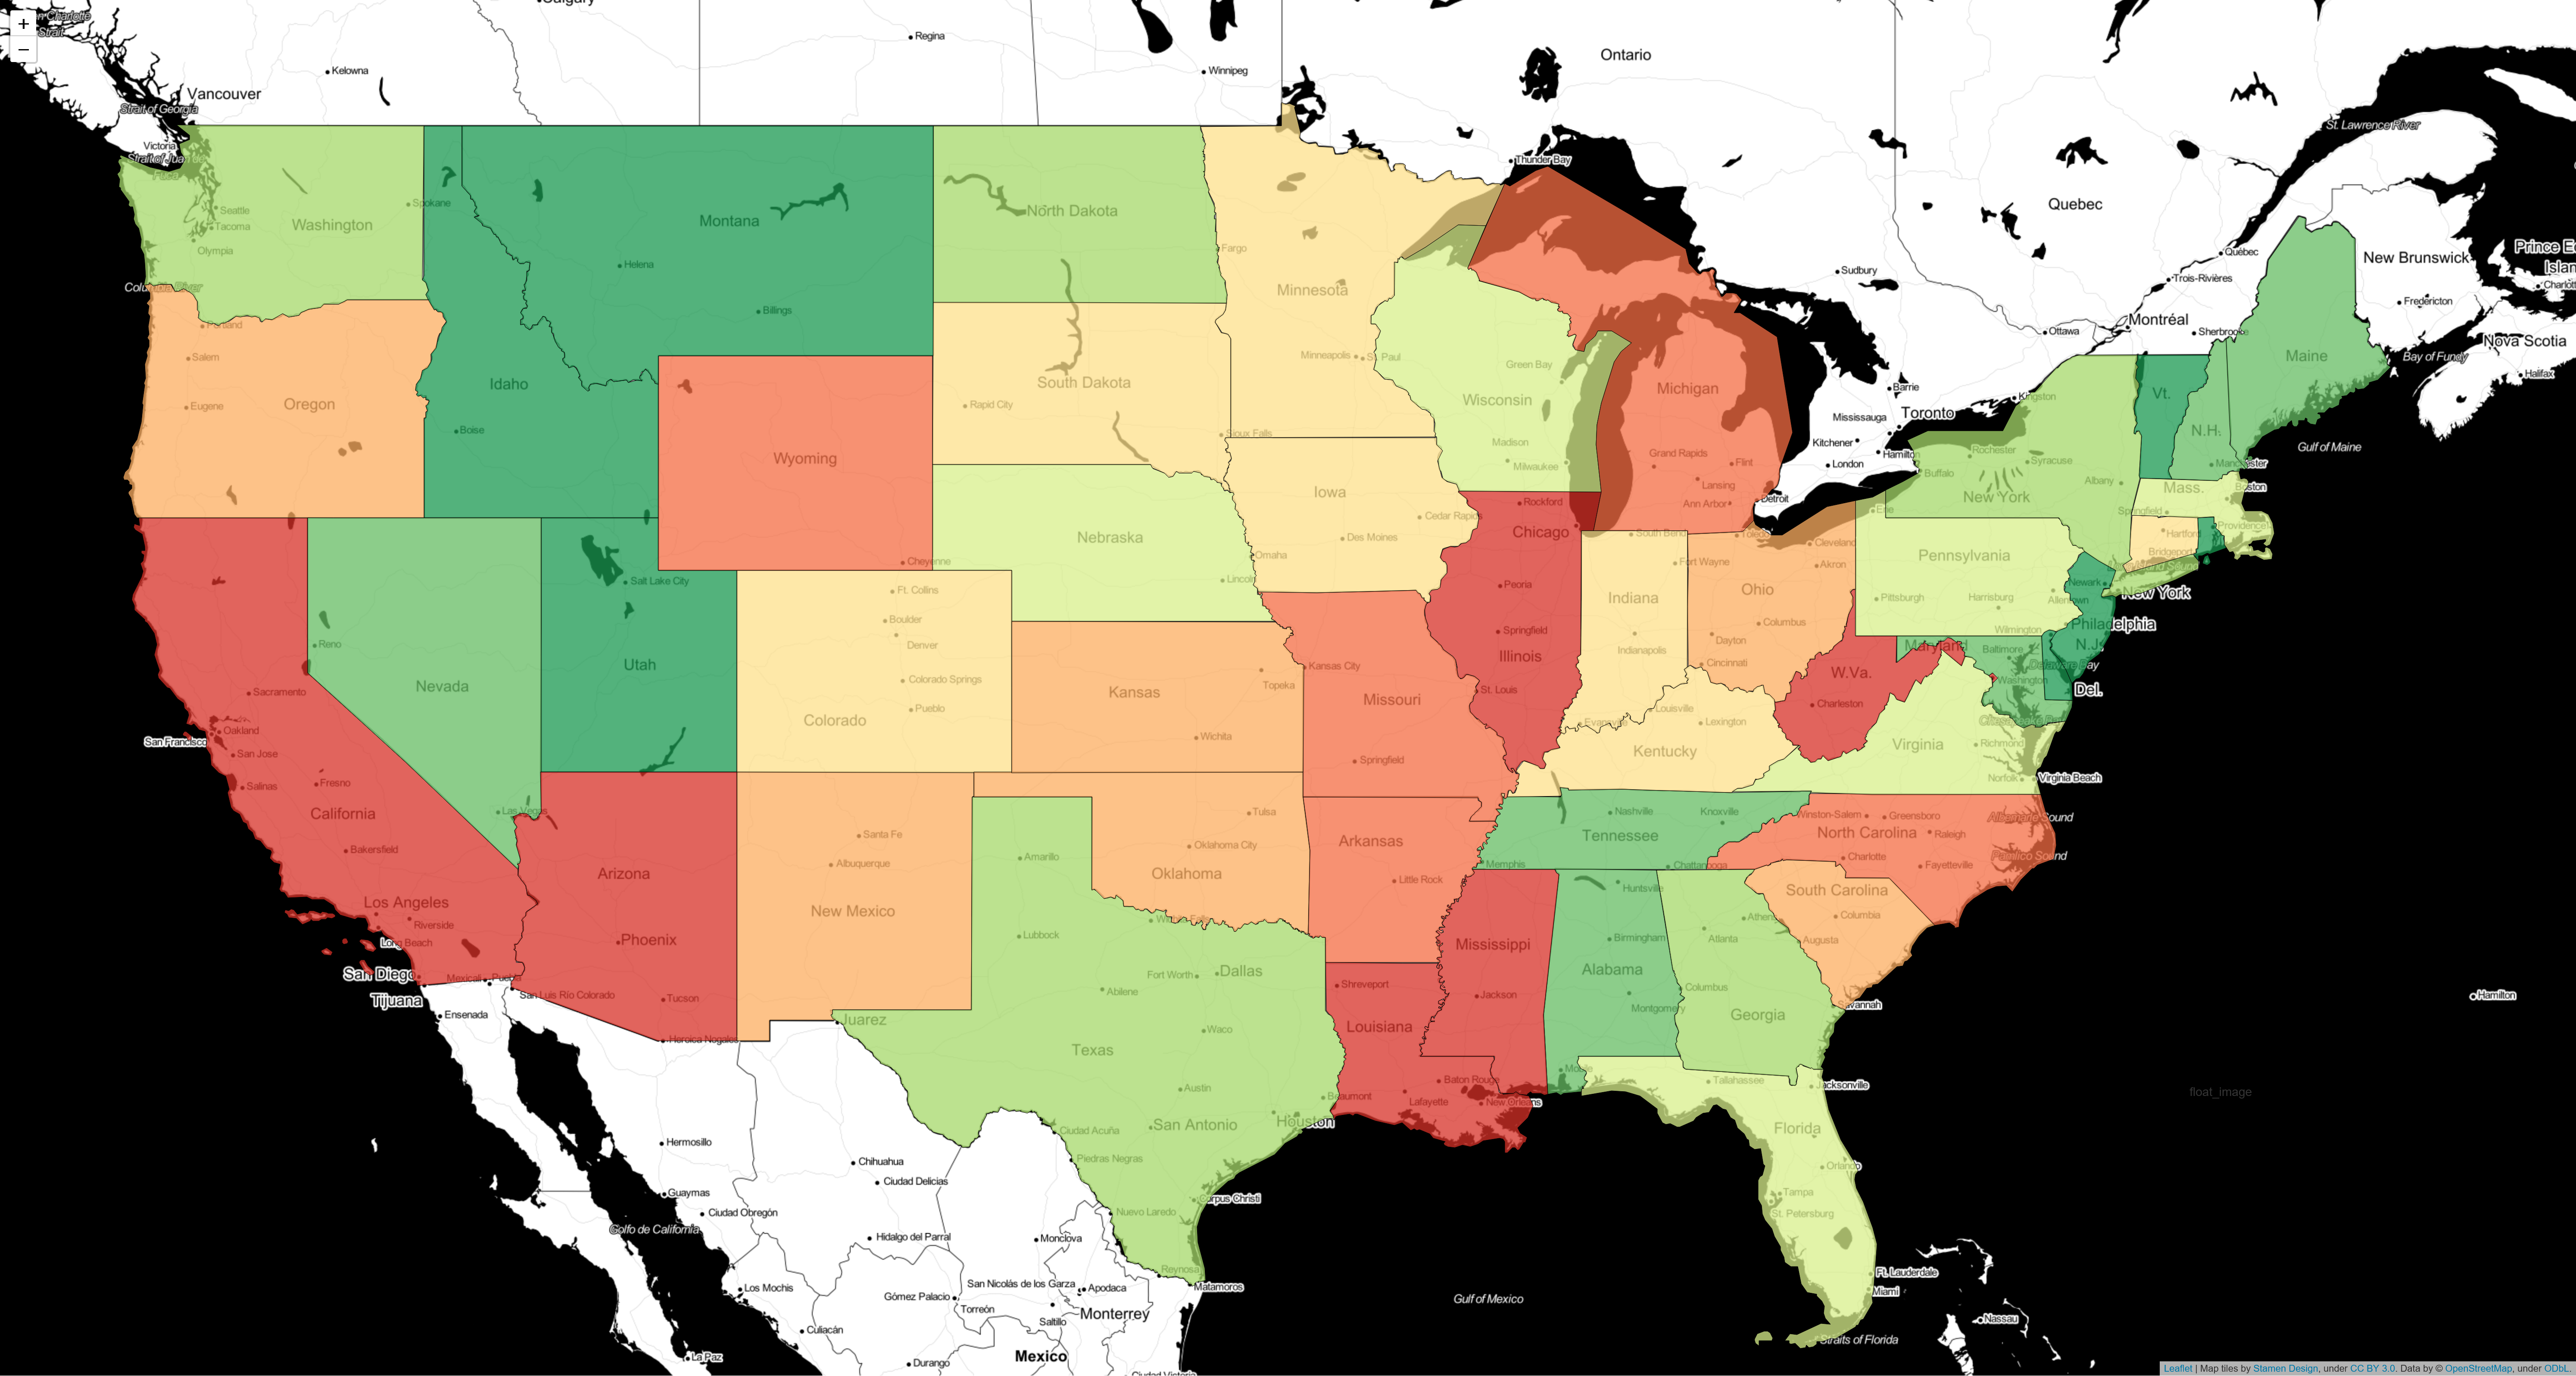 Calgary
Regina
Kelowna
Winnipeg
Ontario
Vancouver
Strait of Georgia
St. Lawrence River
Victoria
Thunder Bay
Quebec
Seattle
Spokane
Tacoma
Washington
Olympia
Montana
North Dakota
Helena
Fargo
Billings
Columbia River
Minnesota
Minneapolis
St. Paul
Sudbury
Québec
Trois-Rivières
New Brunswick
Fredericton
Montréal
Sherbrooke
Ottawa
Nova Scotia
Bay of Fundy
Halifax
Maine
Portland
Salem
Eugene
Oregon
Idaho
Boise
Wyoming
Cheyenne
South Dakota
Rapid City
Sioux Falls
Green Bay
Wisconsin
Madison
Milwaukee
Michigan
Grand Rapids
Flint
Lansing
Ann Arbor
Detroit
Barrie
Kingston
Mississauga
Toronto
Kitchener
Hamilton
London
Vt.
N.H.
Manchester
Gulf of Maine
Rochester
Syracuse
Buffalo
Albany
New York
Mass.
Boston
Springfield
Providence
Hartford
Bridgeport
Erie
Iowa
Cedar Rapids
Des Moines
Nebraska
Omaha
Lincoln
Rockford
Chicago
South Bend
Toledo
Cleveland
Fort Wayne
Akron
Pennsylvania
Pittsburgh
Harrisburg
Allentown
Newark
New York
Philadelphia
Wilmington
N.J.
Peoria
Springfield
Illinois
Indiana
Indianapolis
Ohio
Columbus
Dayton
Cincinnati
Maryland
Baltimore
Delaware Bay
Washington
Del.
W.Va.
Charleston
Salt Lake City
Utah
Reno
Nevada
Ft. Collins
Boulder
Denver
Colorado Springs
Pueblo
Colorado
Kansas
Topeka
Wichita
Kansas City
Missouri
St. Louis
Springfield
Evansville
Louisville
Lexington
Kentucky
Virginia
Richmond
Norfolk
Virginia Beach
Sacramento
San Francisco
Oakland
San Jose
Salinas
Fresno
California
Las Vegas
Bakersfield
Los Angeles
Riverside
Long Beach
San Diego
Tijuana
Mexicali
Puebla
San Luis Río Colorado
Arizona
Phoenix
Tucson
Heroica Nogales
Santa Fe
Albuquerque
New Mexico
Amarillo
Tulsa
Oklahoma City
Oklahoma
Wichita Falls
Lubbock
Fort Worth
Dallas
Abilene
Waco
Texas
Austin
San Antonio
Houston
Beaumont
Juarez
Arkansas
Little Rock
Memphis
Nashville
Knoxville
Tennessee
Chattanooga
Winston-Salem
Greensboro
North Carolina
Raleigh
Charlotte
Fayetteville
Albemarle Sound
Pamlico Sound
South Carolina
Columbia
Huntsville
Athens
Atlanta
Augusta
Birmingham
Alabama
Montgomery
Columbus
Georgia
Savannah
Mississippi
Jackson
Shreveport
Louisiana
Baton Rouge
Lafayette
New Orleans
Mobile
Tallahassee
Jacksonville
Florida
Orlando
Tampa
St. Petersburg
Ft. Lauderdale
Miami
Straits of Florida
Nassau
Hamilton
float_image
Gulf of Mexico
Ensenada
Hermosillo
Guaymas
Ciudad Obregón
Golfo de California
Chihuahua
Ciudad Delicias
Hidalgo del Parral
Los Mochis
Culiacán
La Paz
Ciudad Acuña
Piedras Negras
Nuevo Laredo
Corpus Christi
Reynosa
Matamoros
Monclova
San Nicolás de los Garza
Apodaca
Gómez Palacio
Torreón
Monterrey
Saltillo
Durango
Mexico
Ciudad Victoria
Leaflet | Map tiles by Stamen Design, under CC BY 3.0. Data by © OpenStreetMap, under ODbL.